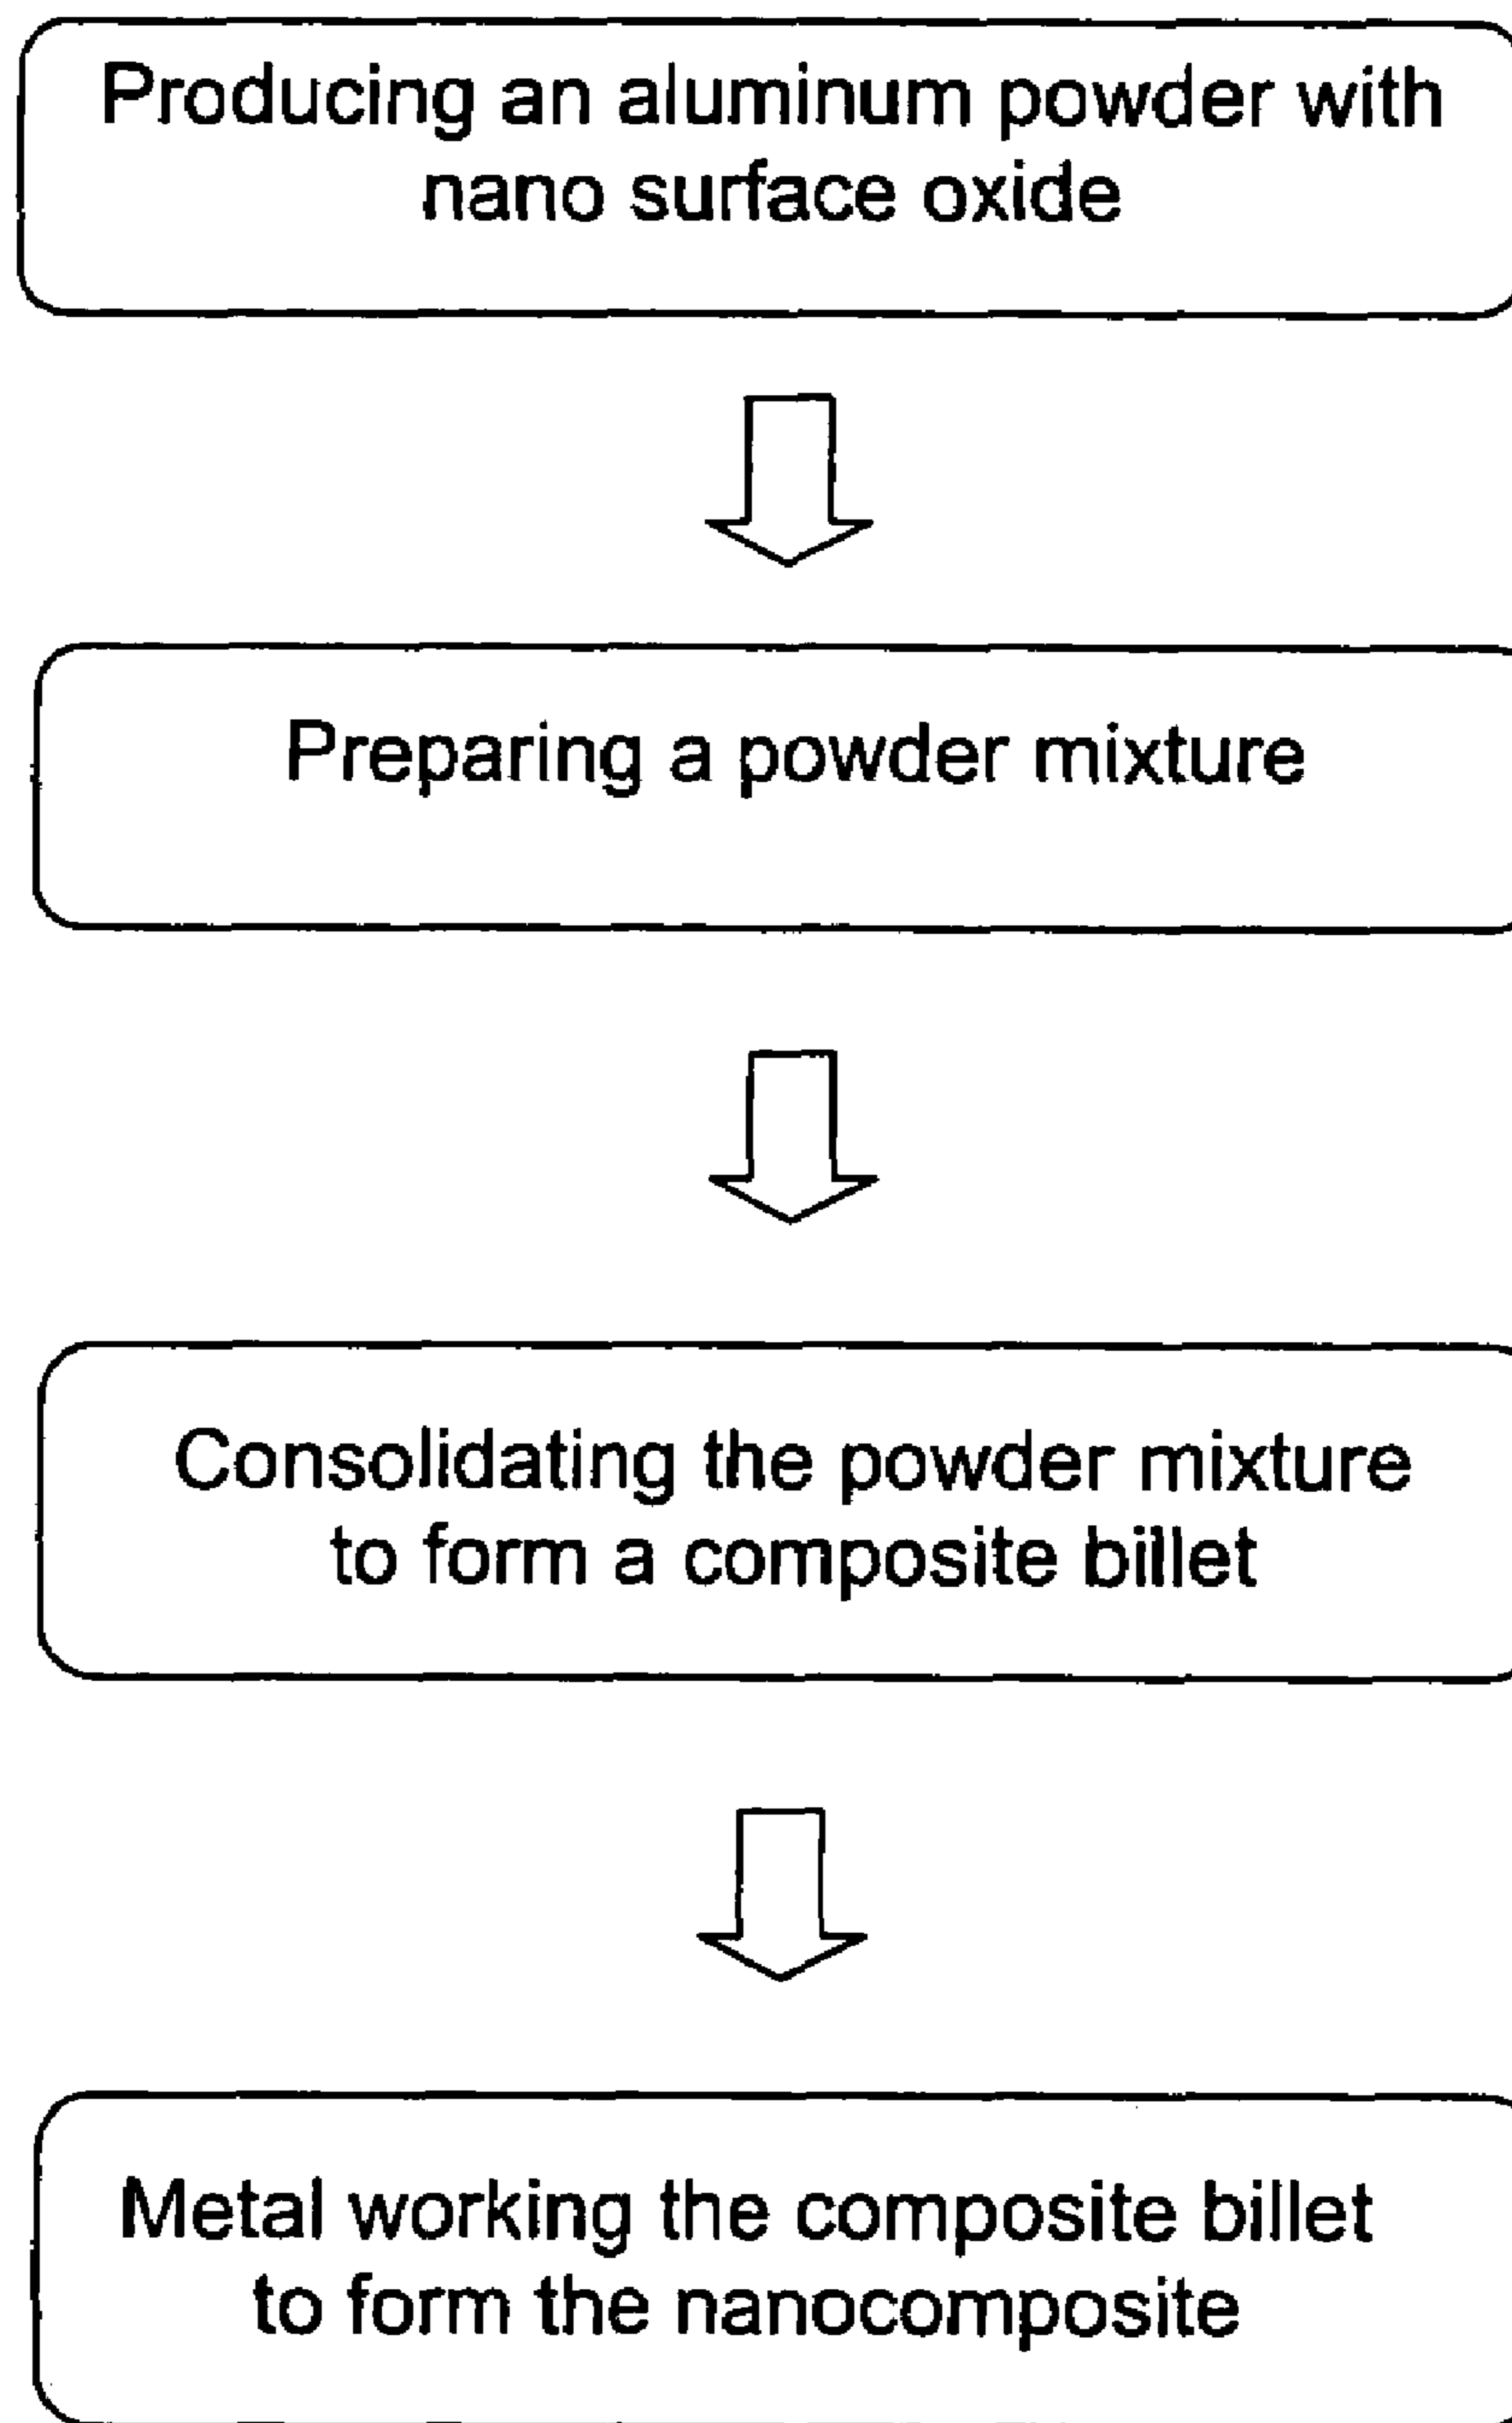 Producing an aluminum powder with
nano surface oxide
Preparing a powder mixture
Consolidating the powder mixture
to form a composite billet
Metal working the composite billet
to form the nanocomposite